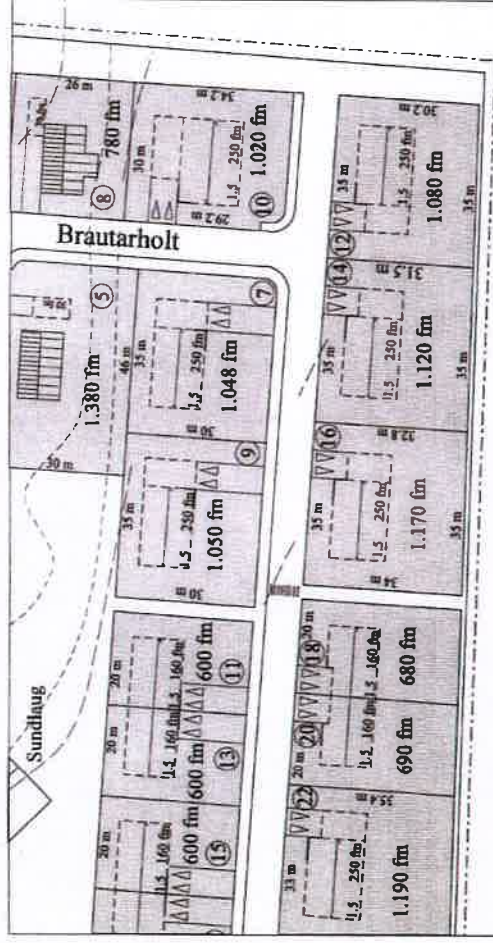 26 m
780 fm
8
34.2 m
30 m
1.5 250 fm
1.020 fm
29.2 m
10
Brautarholt
5
1.380 fm
46 m
30 m
35 m
7
1.5 250 fm
1.048 fm
30 m
35 m
9
1.5 250 fm
1.050 fm
30 m
Sundlaug
20 m
1.5 160 fm
600 fm
11
20 m
1.5 160 fm
600 fm
13
20 m
1.5 160 fm
600 fm
15
30.2 m
35 m
12
1.5 250 fm
1.080 fm
35 m
31.5 m
14
35 m
1.5 250 fm
1.120 fm
35 m
32.8 m
16
35 m
1.5 250 fm
1.170 fm
35 m
34 m
20 m
18
1.5 160 fm
680 fm
20 m
20
1.5 160 fm
690 fm
22
35.4 m
33 m
1.5 250 fm
1.190 fm